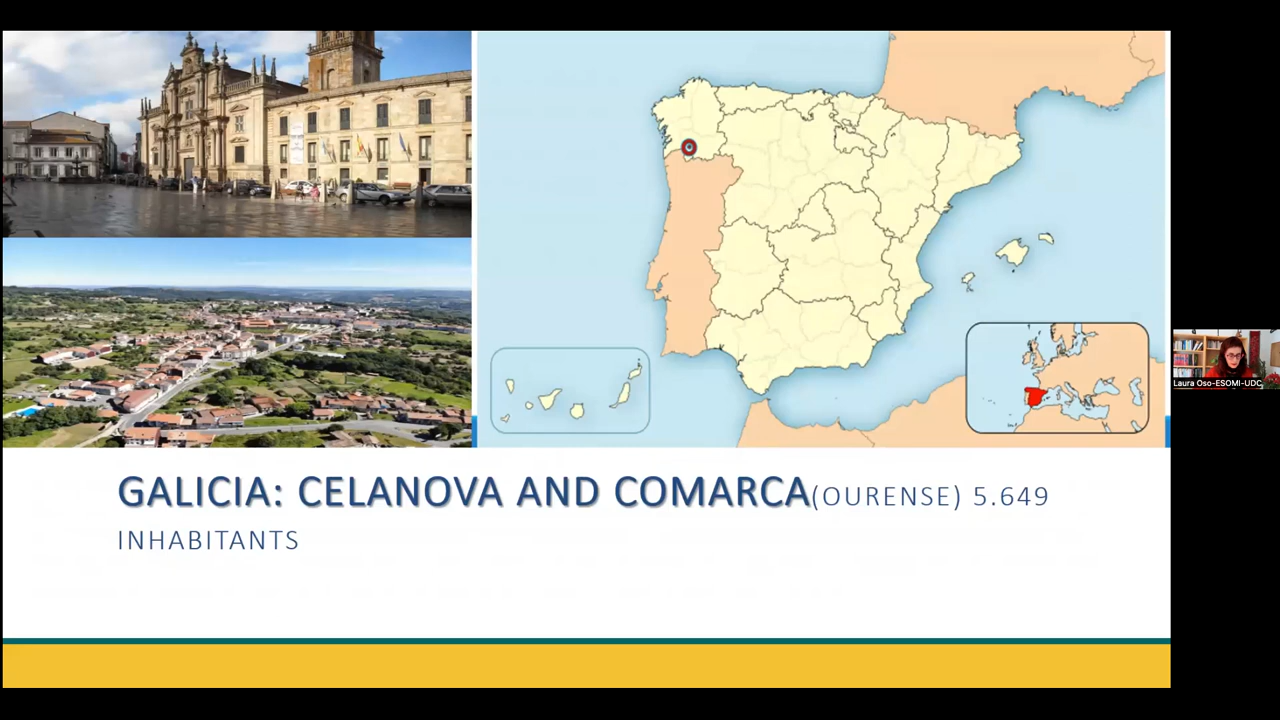 GALICIA: CELANOVA AND COMARCA(OURENSE) 5.649
INHABITANTS
Laura Oso-ESOMI-UDC